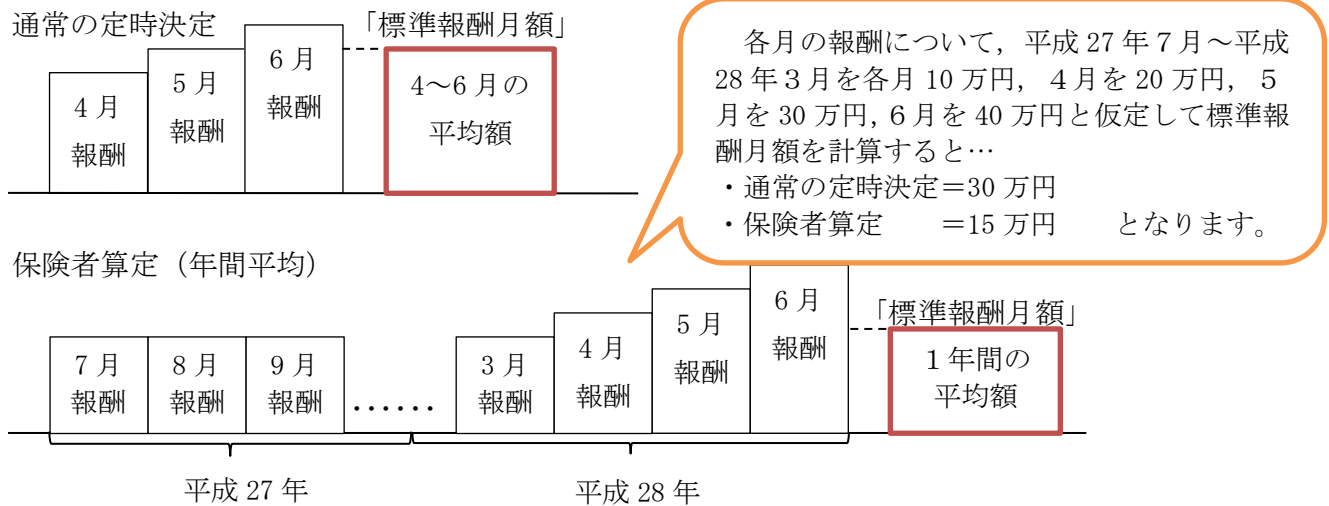 通常の定時決定
4月
報酬
5月
報酬
6月
報酬
「標準報酬月額」
4～6月の
平均額
各月の報酬について，平成27年7月～平成
28年3月を各月10万円，4月を20万円，5
月を30万円，6月を40万円と仮定して標準報
酬月額を計算すると…
・通常の定時決定＝30万円
・保険者算定　　＝15万円　　となります。
保険者算定（年間平均）
7月
報酬
8月
報酬
9月
報酬
……
3月
報酬
4月
報酬
5月
報酬
6月
報酬
「標準報酬月額」
1年間の
平均額
平成27年
平成28年